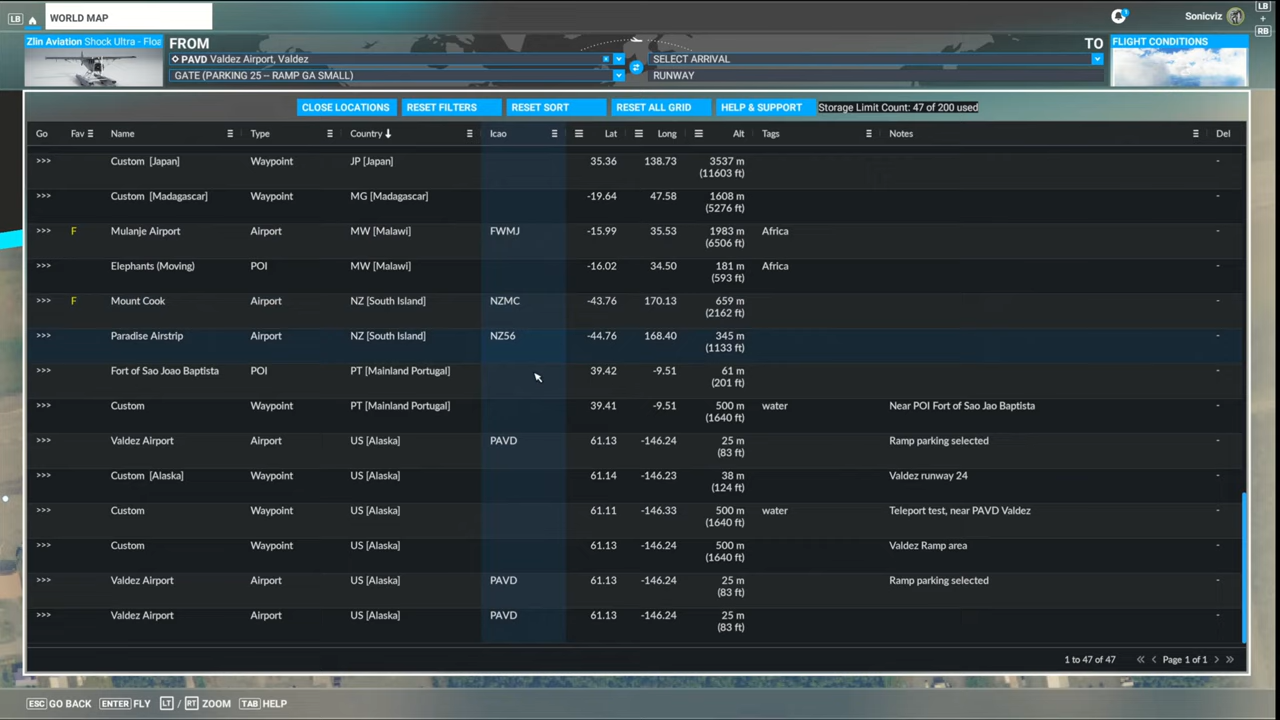 LB
WORLD MAP
1
Sonicviz
LB
+
RB
Zlin Aviation Shock Ultra - Floa
FROM
PAVD Valdez Airport, Valdez
GATE (PARKING 25 – RAMP GA SMALL)
TO
SELECT ARRIVAL
RUNWAY
FLIGHT CONDITIONS
CLOSE LOCATIONS RESET FILTERS RESET SORT RESET ALL GRID HELP & SUPPORT Storage Limit Count: 47 of 200 used
Go Fav Name Type Country Icao Lat Long Alt Tags Notes Del
>>> Custom [Japan] Waypoint JP [Japan] 35.36 138.73 3537 m -
(11603 ft)
>>> Custom [Madagascar] Waypoint MG [Madagascar] -19.64 47.58 1608 m -
(5276 ft)
>>> F Mulanje Airport Airport MW [Malawi] FWMJ -15.99 35.53 1983 m Africa -
(6506 ft)
>>> Elephants (Moving) POI MW [Malawi] -16.02 34.50 181 m Africa -
(593 ft)
>>> F Mount Cook Airport NZ [South Island] NZMC -43.76 170.13 659 m -
(2162 ft)
>>> Paradise Airstrip Airport NZ [South Island] NZ56 -44.76 168.40 345 m -
(1133 ft)
>>> Fort of Sao Joao Baptista POI PT [Mainland Portugal] 39.42 -9.51 61 m -
(201 ft)
>>> Custom Waypoint PT [Mainland Portugal] 39.41 -9.51 500 m water Near POI Fort of Sao Jao Baptista -
(1640 ft)
>>> Valdez Airport Airport US [Alaska] PAVD 61.13 -146.24 25 m Ramp parking selected -
(83 ft)
>>> Custom [Alaska] Waypoint US [Alaska] 61.14 -146.23 38 m Valdez runway 24 -
(124 ft)
>>> Custom Waypoint US [Alaska] 61.11 -146.33 500 m water Teleport test, near PAVD Valdez -
(1640 ft)
>>> Custom Waypoint US [Alaska] 61.13 -146.24 500 m Valdez Ramp area -
(1640 ft)
>>> Valdez Airport Airport US [Alaska] PAVD 61.13 -146.24 25 m Ramp parking selected -
(83 ft)
>>> Valdez Airport Airport US [Alaska] PAVD 61.13 -146.24 25 m -
(83 ft)
1 to 47 of 47 Page 1 of 1
ESC GO BACK ENTER FLY LT / RT ZOOM TAB HELP